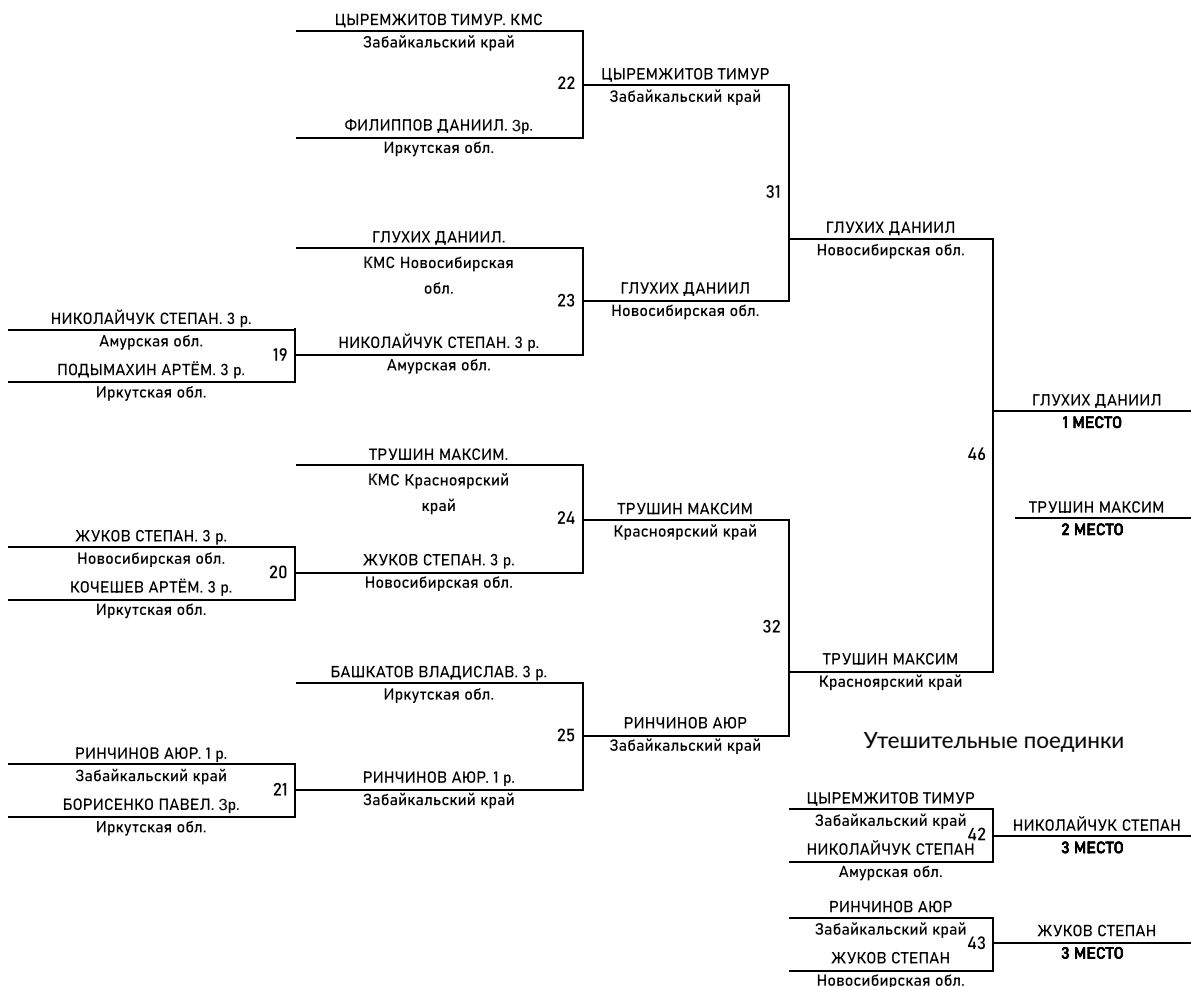 ЦЫРЕМЖИТОВ ТИМУР. КМС
Забайкальский край
22
ЦЫРЕМЖИТОВ ТИМУР
Забайкальский край
ФИЛИППОВ ДАНИИЛ. 3р.
Иркутская обл.
31
ГЛУХИХ ДАНИИЛ
Новосибирская обл.
ГЛУХИХ ДАНИИЛ.
КМС Новосибирская
обл.
23
ГЛУХИХ ДАНИИЛ
Новосибирская обл.
НИКОЛАЙЧУК СТЕПАН. 3 р.
Амурская обл.
19
ПОДЫМАХИН АРТЁМ. 3 р.
Иркутская обл.
НИКОЛАЙЧУК СТЕПАН. 3 р.
Амурская обл.
ГЛУХИХ ДАНИИЛ
1 МЕСТО
46
ТРУШИН МАКСИМ.
КМС Красноярский
край
24
ТРУШИН МАКСИМ
Красноярский край
ТРУШИН МАКСИМ
2 МЕСТО
ЖУКОВ СТЕПАН. 3 р.
Новосибирская обл.
20
КОЧЕШЕВ АРТЁМ. 3 р.
Иркутская обл.
ЖУКОВ СТЕПАН. 3 р.
Новосибирская обл.
32
ТРУШИН МАКСИМ
Красноярский край
БАШКАТОВ ВЛАДИСЛАВ. 3 р.
Иркутская обл.
25
РИНЧИНОВ АЮР
Забайкальский край
РИНЧИНОВ АЮР. 1 р.
Забайкальский край
21
БОРИСЕНКО ПАВЕЛ. 3р.
Иркутская обл.
РИНЧИНОВ АЮР. 1 р.
Забайкальский край
Утешительные поединки
ЦЫРЕМЖИТОВ ТИМУР
Забайкальский край
42
НИКОЛАЙЧУК СТЕПАН
Амурская обл.
НИКОЛАЙЧУК СТЕПАН
3 МЕСТО
РИНЧИНОВ АЮР
Забайкальский край
43
ЖУКОВ СТЕПАН
Новосибирская обл.
ЖУКОВ СТЕПАН
3 МЕСТО